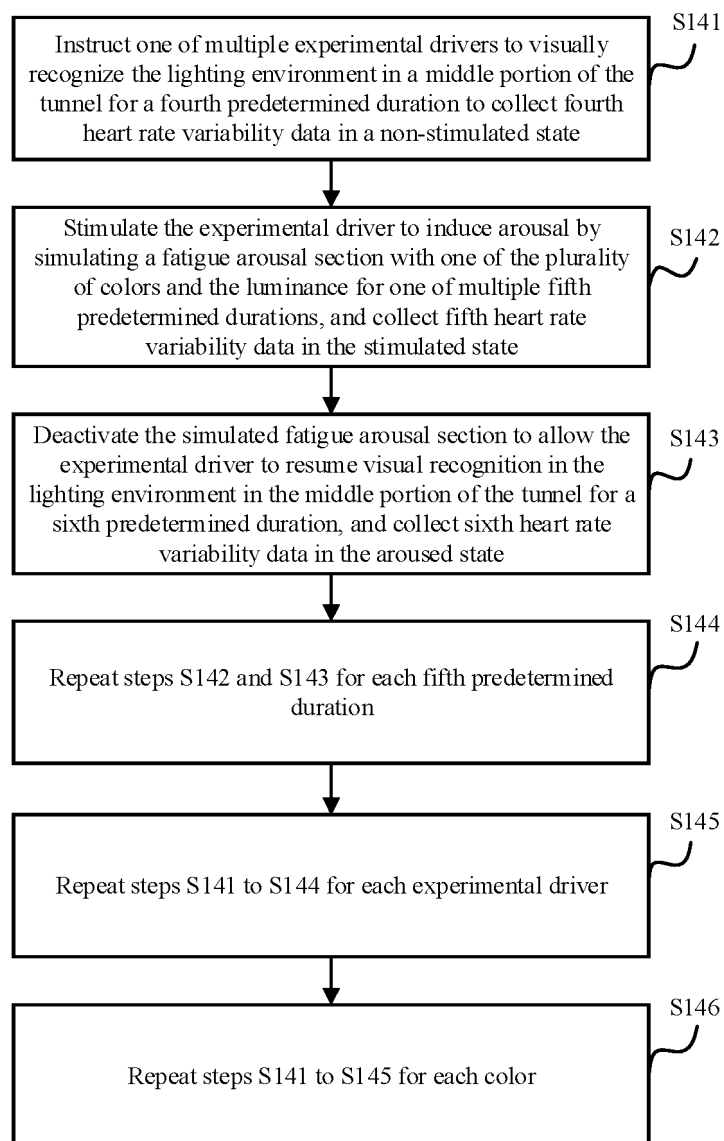 S141
Instruct one of multiple experimental drivers to visually
recognize the lighting environment in a middle portion of the
tunnel for a fourth predetermined duration to collect fourth
heart rate variability data in a non-stimulated state
S142
Stimulate the experimental driver to induce arousal by
simulating a fatigue arousal section with one of the plurality
of colors and the luminance for one of multiple fifth
predetermined durations, and collect fifth heart rate
variability data in the stimulated state
S143
Deactivate the simulated fatigue arousal section to allow the
experimental driver to resume visual recognition in the
lighting environment in the middle portion of the tunnel for a
sixth predetermined duration, and collect sixth heart rate
variability data in the aroused state
S144
Repeat steps S142 and S143 for each fifth predetermined
duration
S145
Repeat steps S141 to S144 for each experimental driver
S146
Repeat steps S141 to S145 for each color